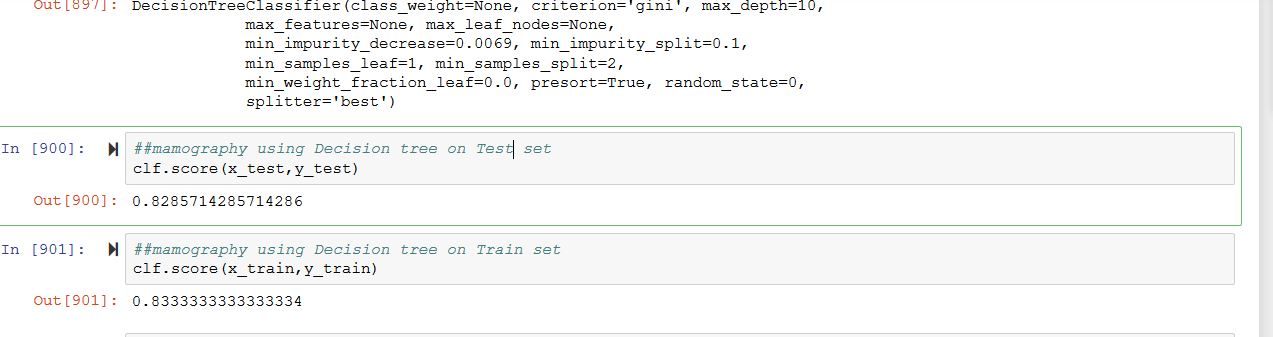 Out[897]: DecisionTreeClassifier(class_weight=None, criterion='gini', max_depth=10,
max_features=None, max_leaf_nodes=None,
min_impurity_decrease=0.0069, min_impurity_split=0.1,
min_samples_leaf=1, min_samples_split=2,
min_weight_fraction_leaf=0.0, presort=True, random_state=0,
splitter='best')
In [900]: ##mamography using Decision tree on Test set
clf.score(x_test,y_test)
Out[900]: 0.8285714285714286
In [901]: ##mamography using Decision tree on Train set
clf.score(x_train,y_train)
Out[901]: 0.8333333333333334